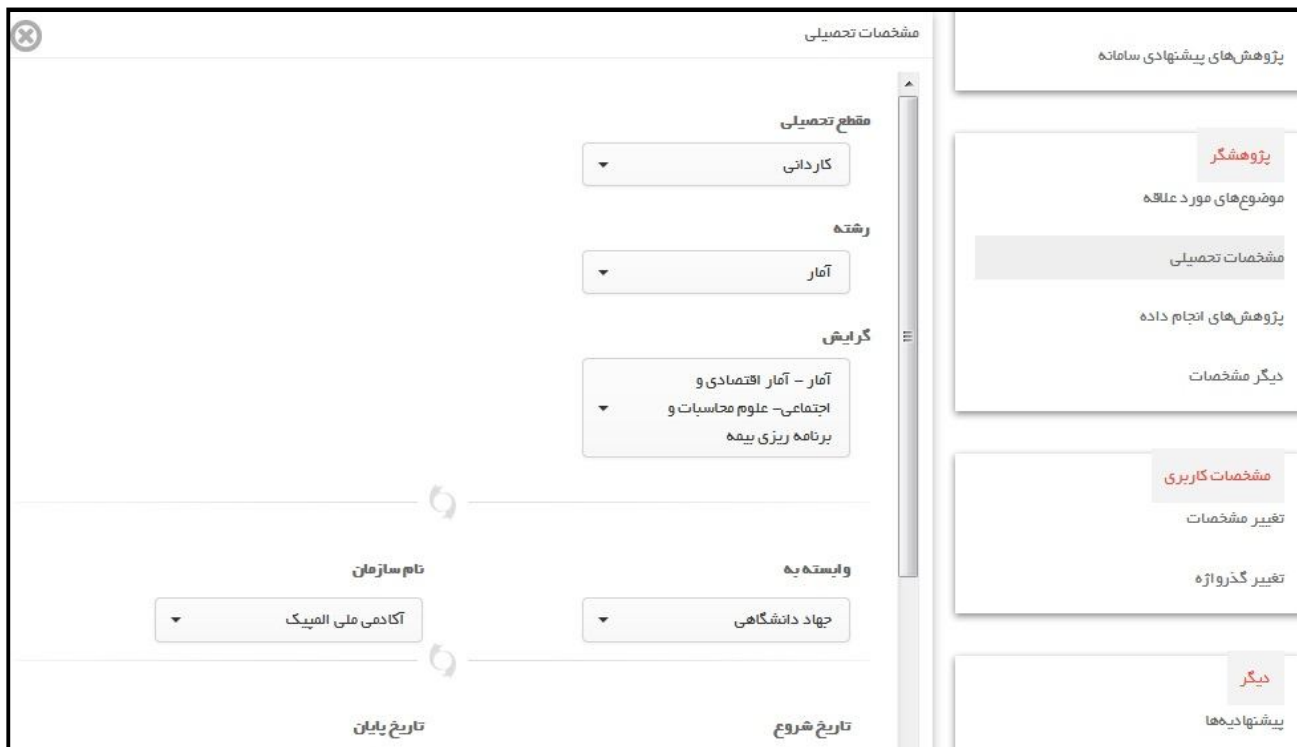 پژوهش‌های پیشنهادی سامانه
پژوهشگر
موضوع‌های مورد علاقه
مشخصات تحصیلی
پژوهش‌های انجام داده
دیگر مشخصات
مشخصات کاربری
تغییر مشخصات
تغییر گذرواژه
دیگر
پیشنهادیه‌ها
مشخصات تحصیلی
مقطع تحصیلی
کاردانی
رشته
آمار
گرایش
آمار – آمار اقتصادی و
اجتماعی– علوم محاسبات و
برنامه ریزی بیمه
وابسته به
نام سازمان
جهاد دانشگاهی
آکادمی ملی المپیک
تاریخ شروع
تاریخ پایان